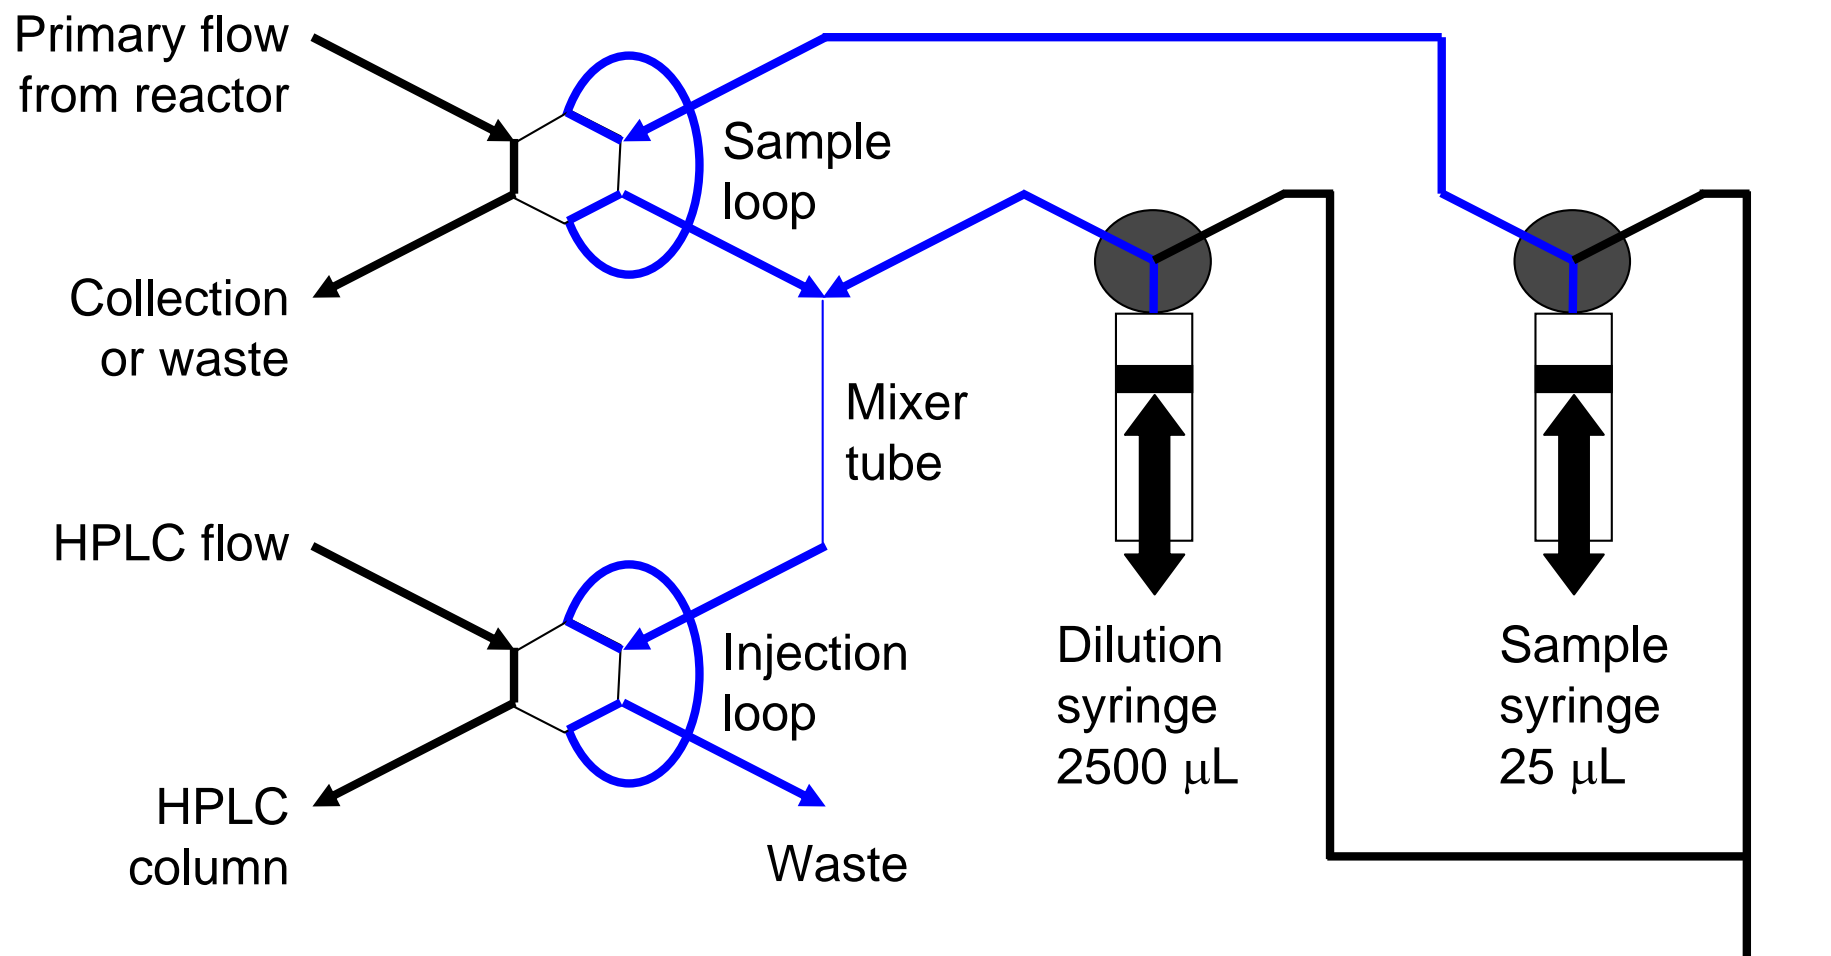 Primary flow
from reactor
Sample
loop
Collection
or waste
Mixer
tube
HPLC flow
Injection
loop
Dilution
syringe
2500 μL
Sample
syringe
25 μL
HPLC
column
Waste